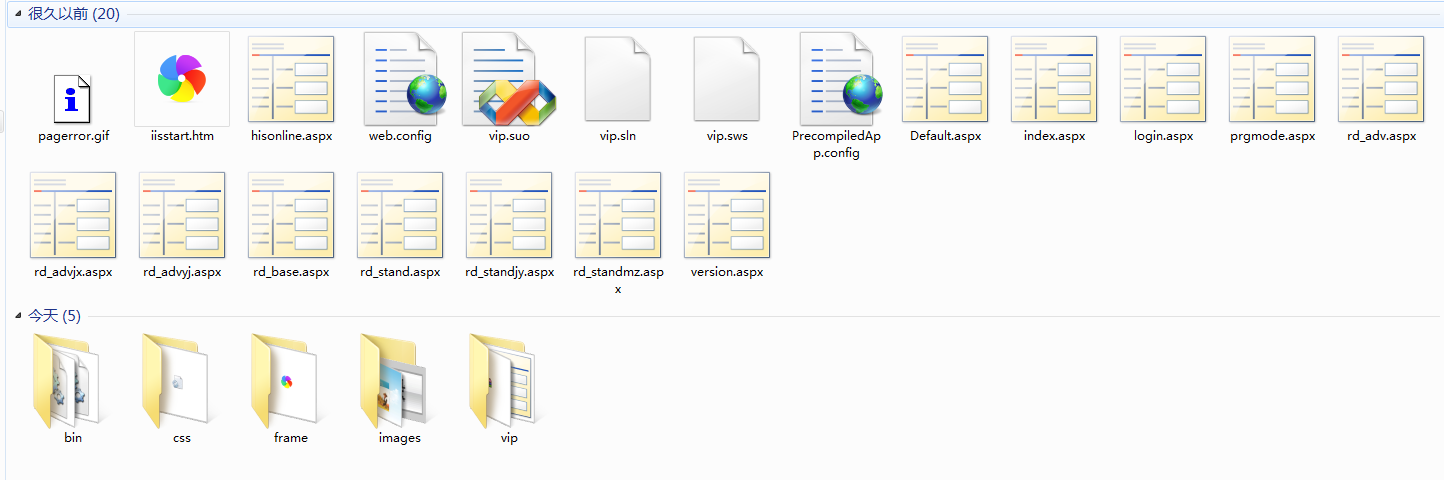 很久以前 (20)
pagerror.gif
iisstart.htm
hisonline.aspx
web.config
vip.suo
vip.sln
vip.sws
PrecompiledAp
p.config
Default.aspx
index.aspx
login.aspx
prgmode.aspx
rd_adv.aspx
rd_advjx.aspx
rd_advyj.aspx
rd_base.aspx
rd_stand.aspx
rd_standjy.aspx
rd_standmz.asp
x
version.aspx
今天 (5)
bin
css
frame
images
vip